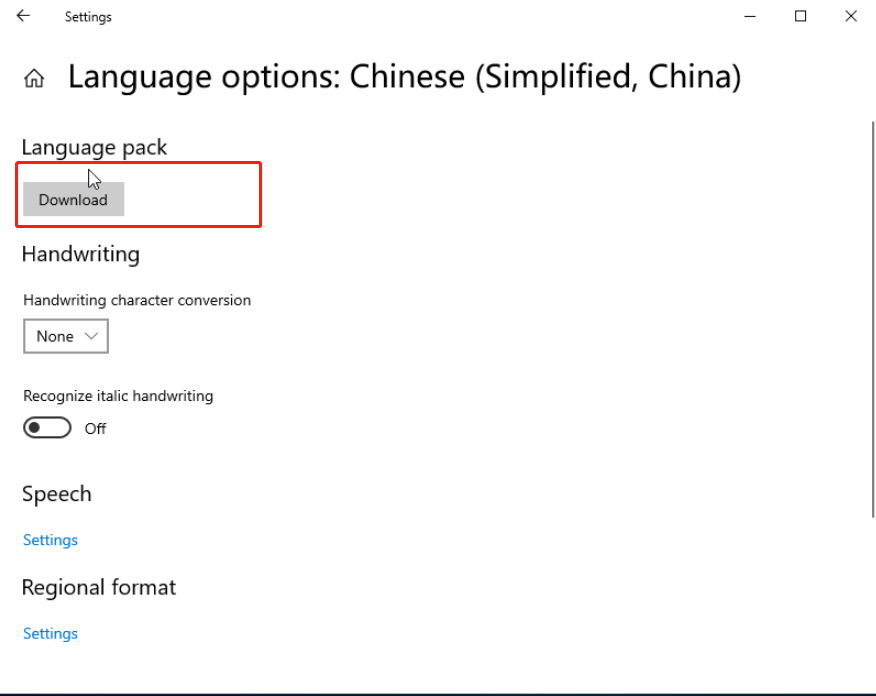 Settings
Language options: Chinese (Simplified, China)
Language pack
Download
Handwriting
Handwriting character conversion
None
Recognize italic handwriting
Off
Speech
Settings
Regional format
Settings